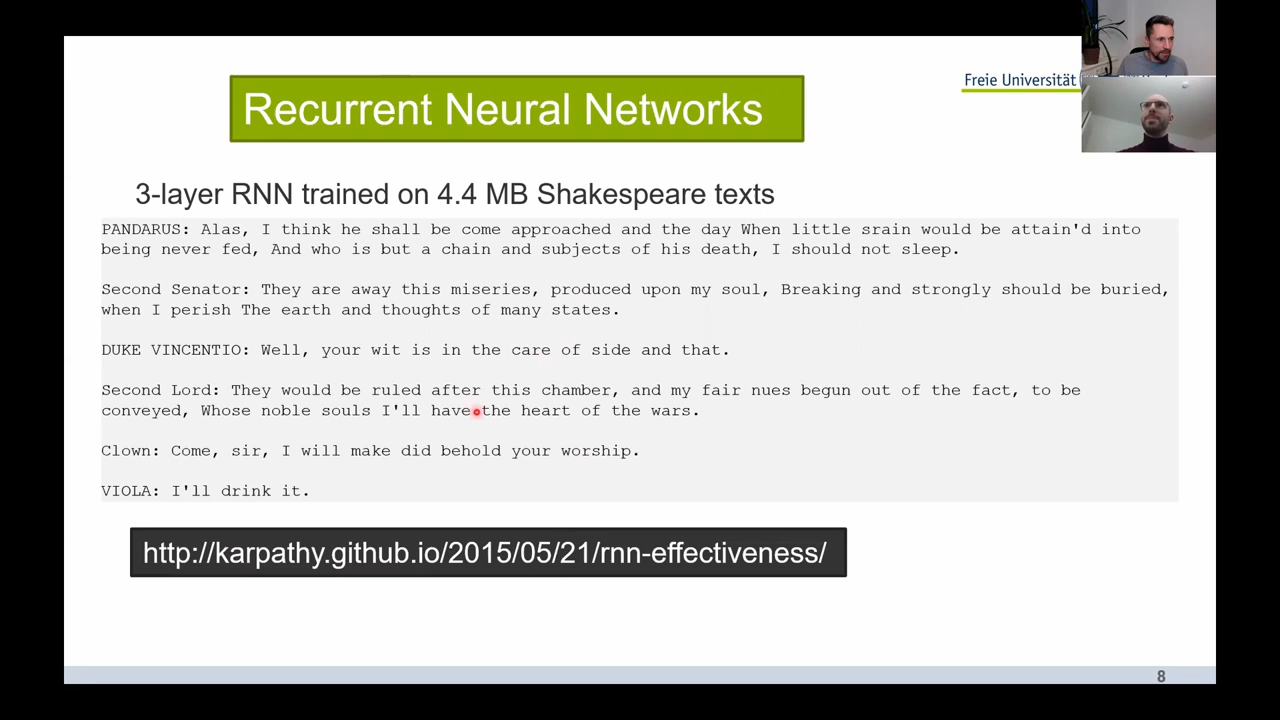 Recurrent Neural Networks
Freie Universität
3-layer RNN trained on 4.4 MB Shakespeare texts
PANDARUS: Alas, I think he shall be come approached and the day When little srain would be attain'd into
being never fed, And who is but a chain and subjects of his death, I should not sleep.
Second Senator: They are away this miseries, produced upon my soul, Breaking and strongly should be buried,
when I perish The earth and thoughts of many states.
DUKE VINCENTIO: Well, your wit is in the care of side and that.
Second Lord: They would be ruled after this chamber, and my fair nues begun out of the fact, to be
conveyed, Whose noble souls I'll have the heart of the wars.
Clown: Come, sir, I will make did behold your worship.
VIOLA: I'll drink it.
http://karpathy.github.io/2015/05/21/rnn-effectiveness/
8